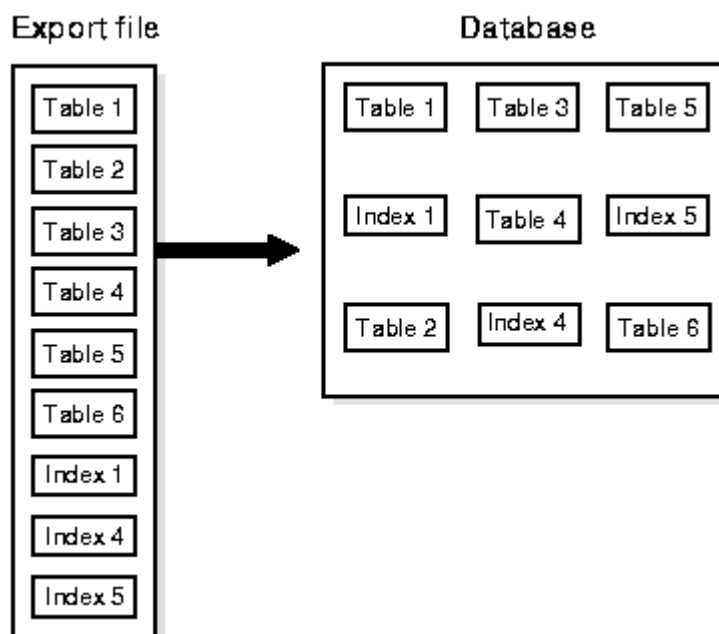 Export file
Table 1
Table 2
Table 3
Table 4
Table 5
Table 6
Index 1
Index 4
Index 5
Database
Table 1
Table 3
Table 5
Index 1
Table 4
Index 5
Table 2
Index 4
Table 6